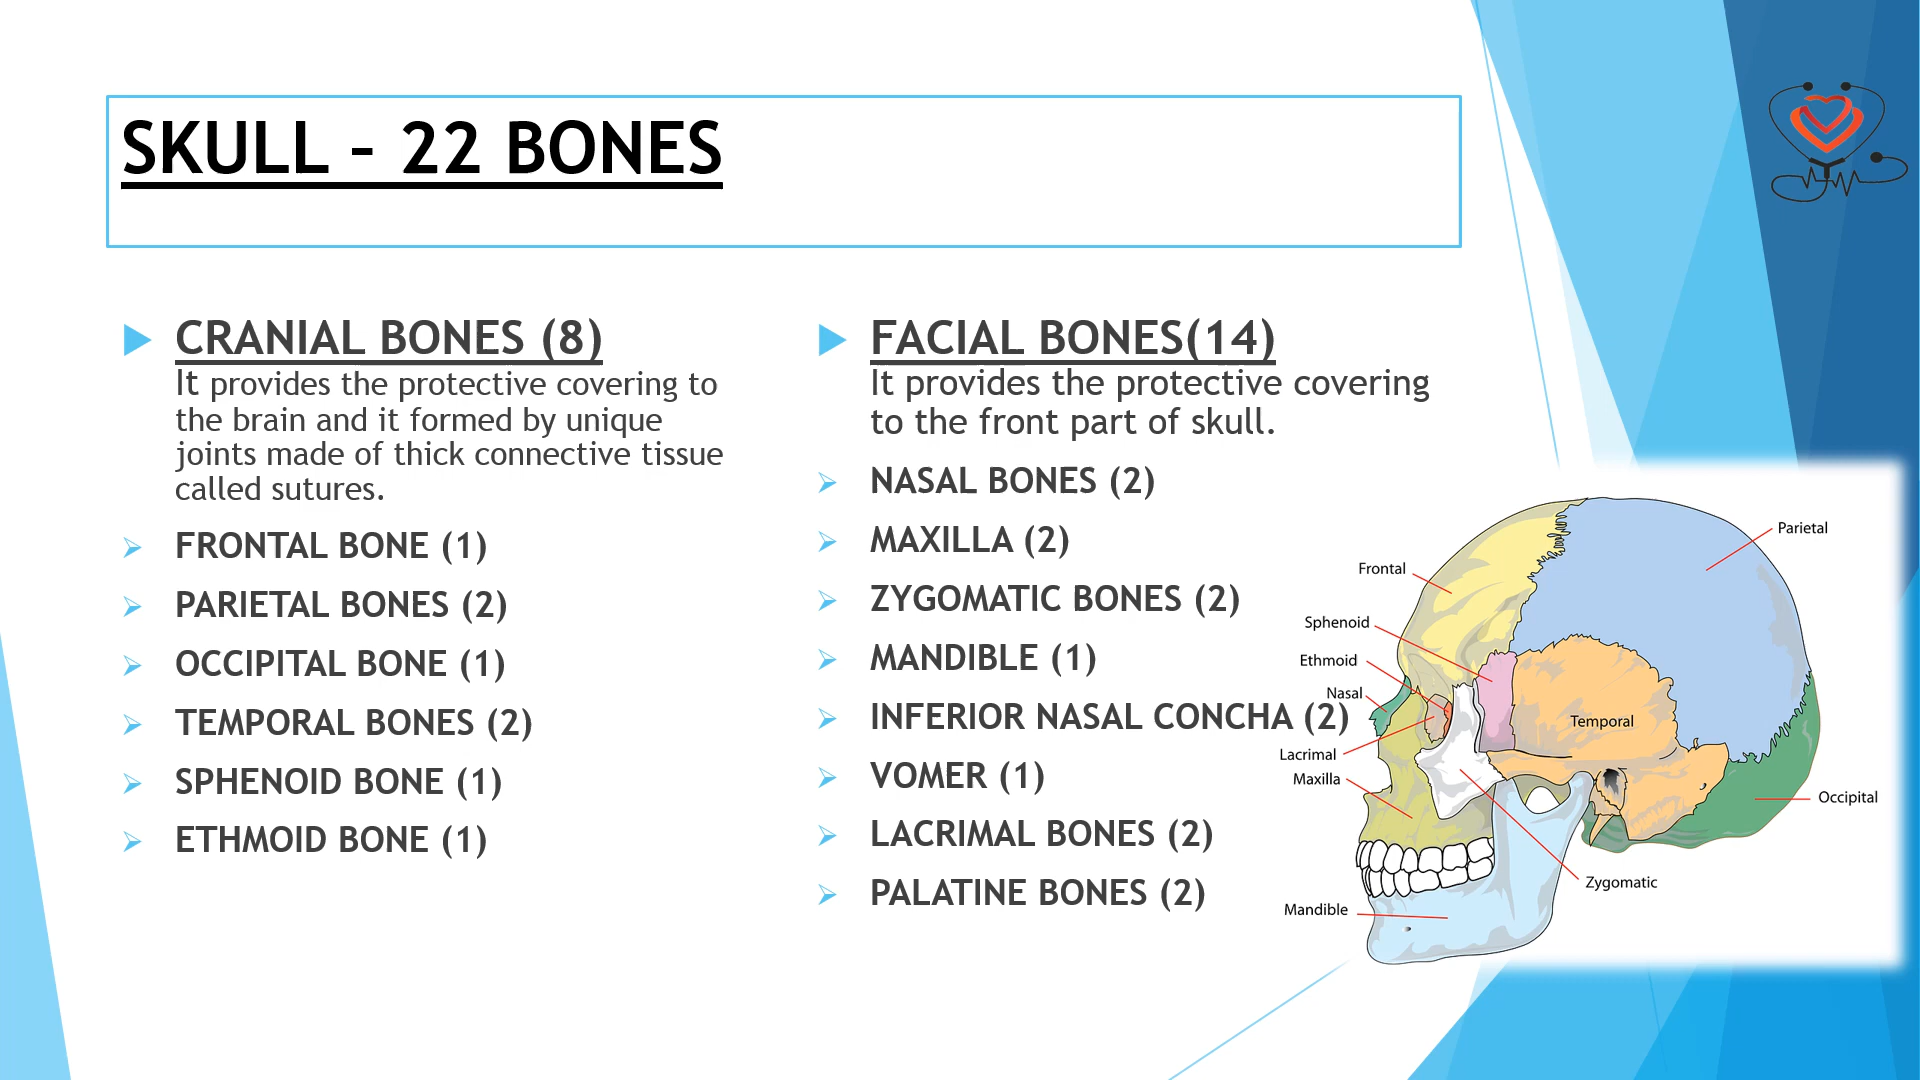 SKULL – 22 BONES
CRANIAL BONES (8)
It provides the protective covering to
the brain and it formed by unique
joints made of thick connective tissue
called sutures.
FRONTAL BONE (1)
PARIETAL BONES (2)
OCCIPITAL BONE (1)
TEMPORAL BONES (2)
SPHENOID BONE (1)
ETHMOID BONE (1)
FACIAL BONES(14)
It provides the protective covering
to the front part of skull.
NASAL BONES (2)
MAXILLA (2)
ZYGOMATIC BONES (2)
MANDIBLE (1)
INFERIOR NASAL CONCHA (2)
VOMER (1)
LACRIMAL BONES (2)
PALATINE BONES (2)
Parietal
Frontal
Sphenoid
Ethmoid
Nasal
Temporal
Lacrimal
Maxilla
Occipital
Zygomatic
Mandible